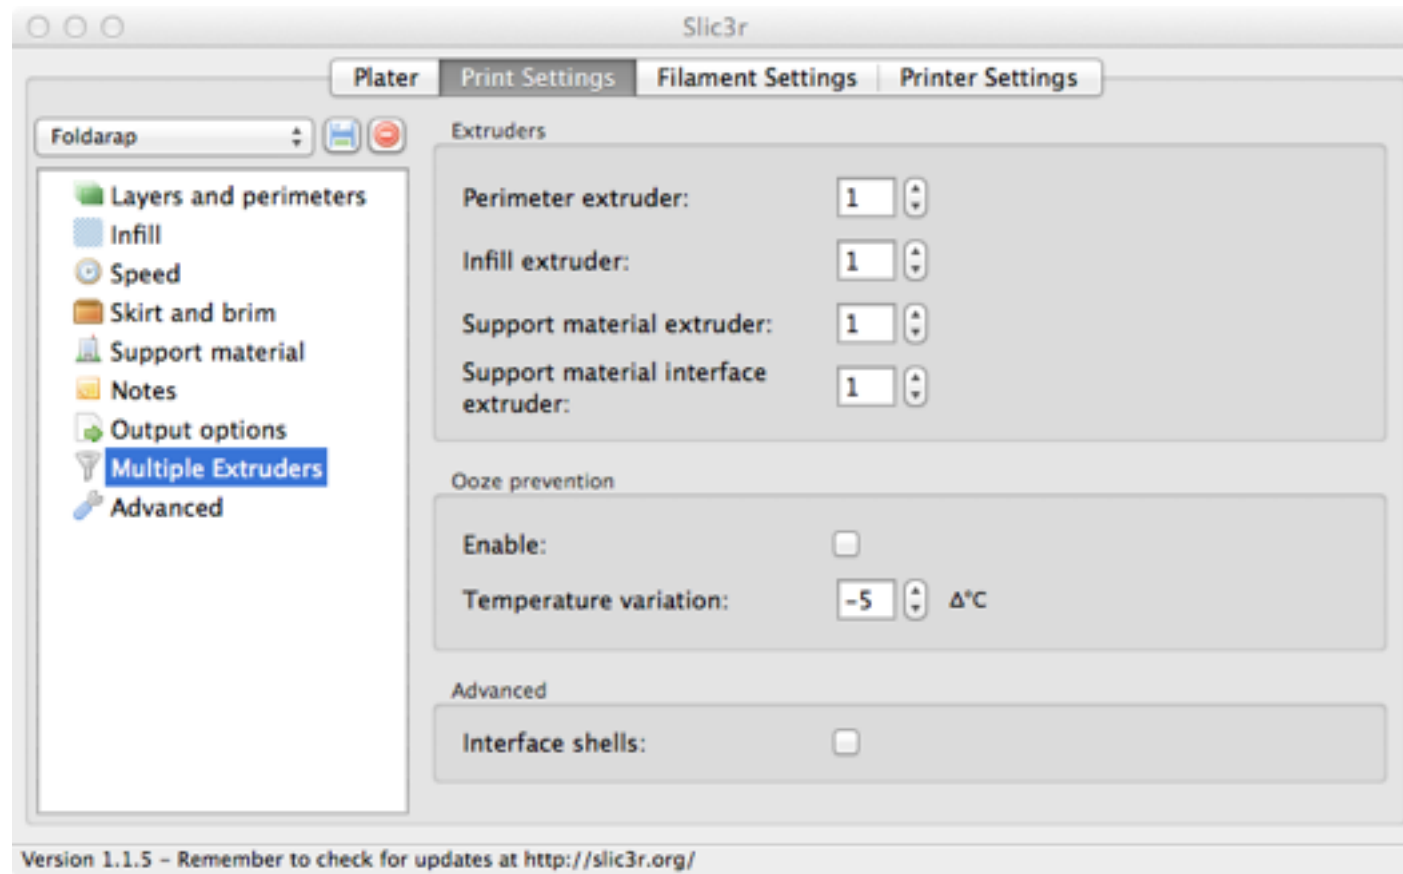 Slic3r
Plater Print Settings Filament Settings Printer Settings
Foldarap
Layers and perimeters
Infill
Speed
Skirt and brim
Support material
Notes
Output options
Multiple Extruders
Advanced
Extruders
Perimeter extruder: 1
Infill extruder: 1
Support material extruder: 1
Support material interface
extruder: 1
Ooze prevention
Enable:
Temperature variation: -5 Δ°C
Advanced
Interface shells:
Version 1.1.5 – Remember to check for updates at http://slic3r.org/